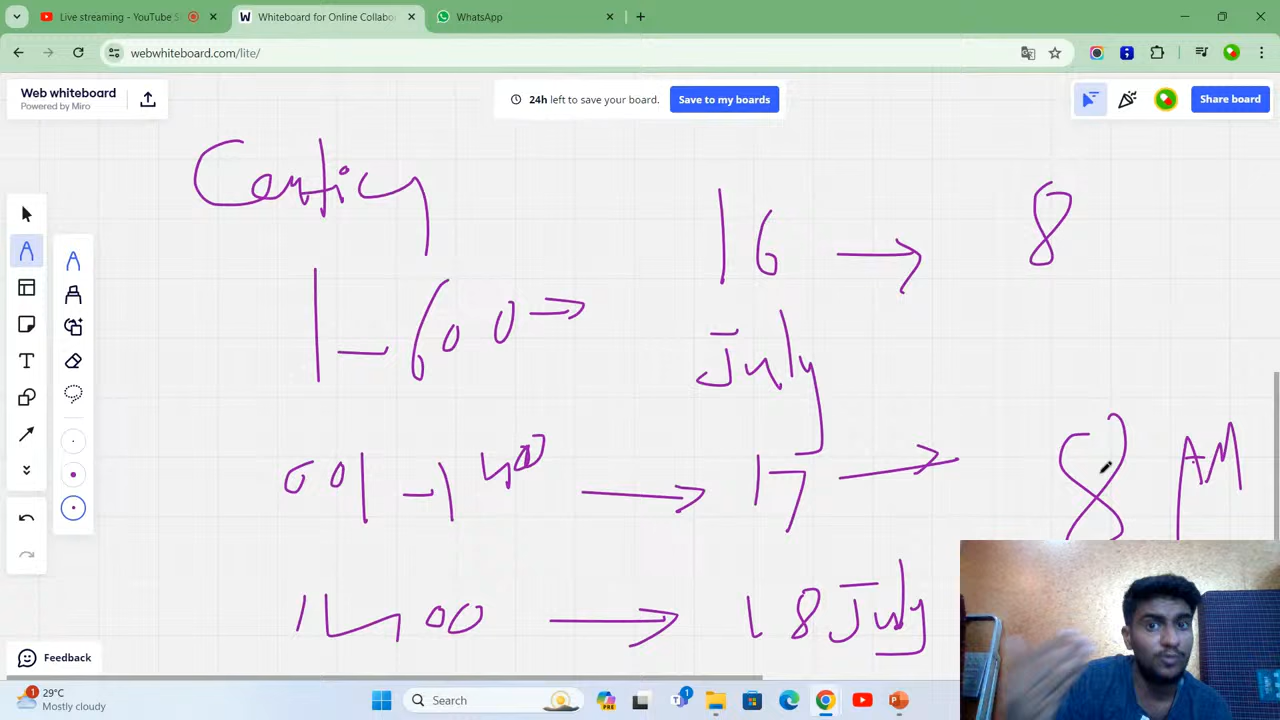 Live streaming - YouTube S
Whiteboard for Online Collabo
WhatsApp
webwhiteboard.com/lite/
Web whiteboard
Powered by Miro
24h left to save your board.
Save to my boards
Share board
16 → 8
1-600 →
July
001-1400 → 17 → 8 AM
1400 → 18 July
Feedback
29°C
Mostly cloudy
Search
1